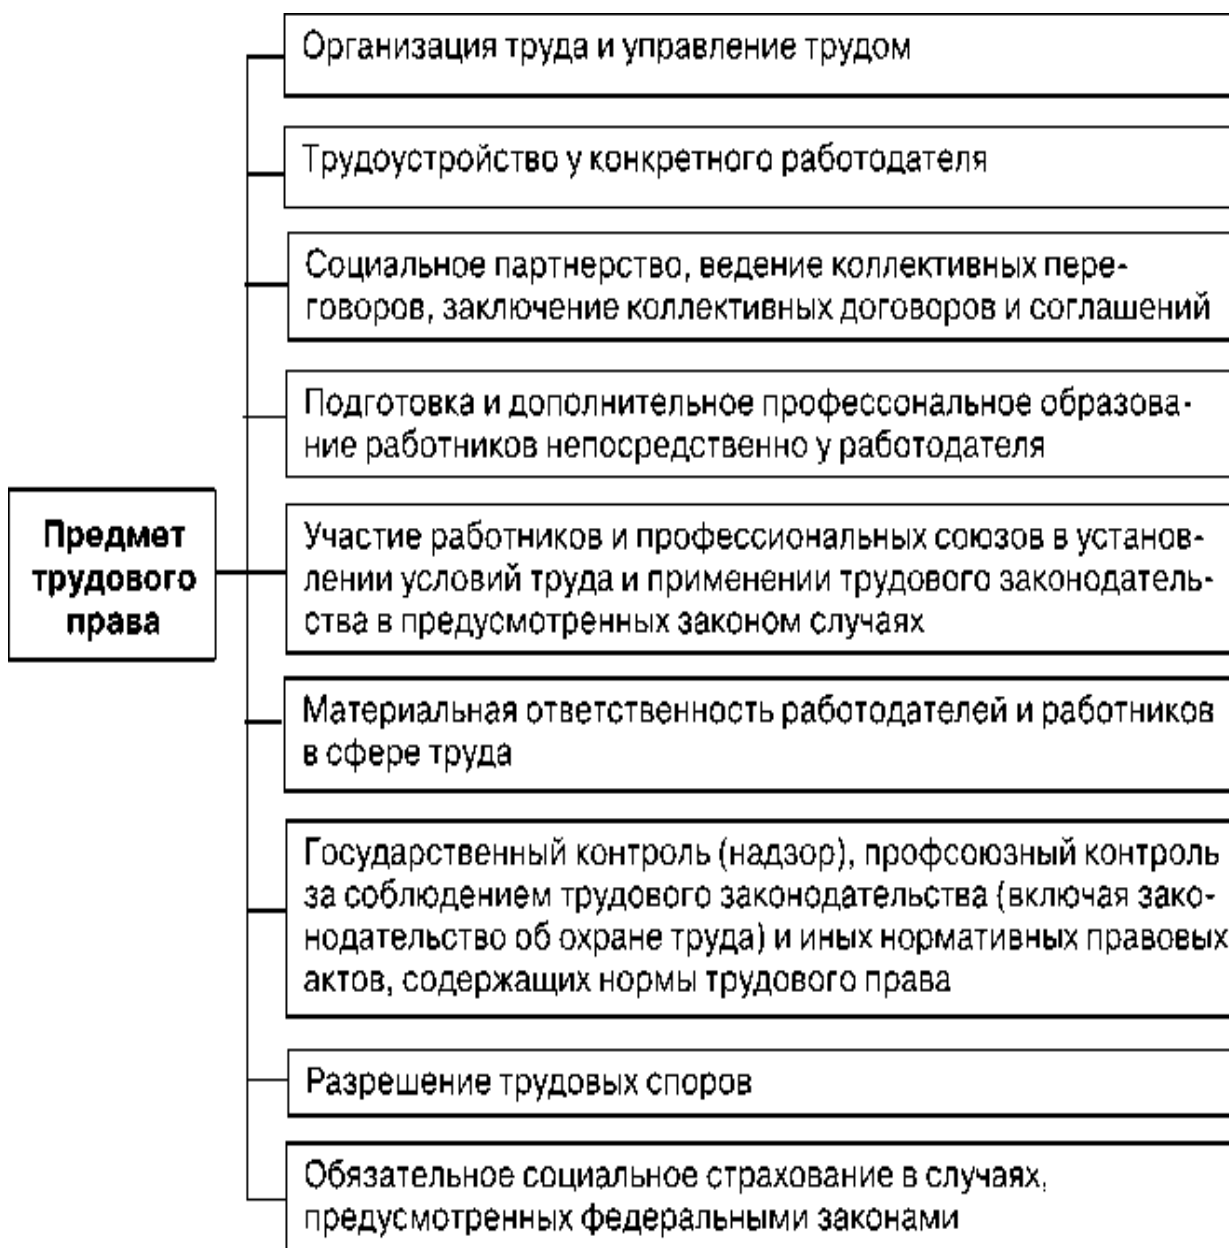 Организация труда и управление трудом
Трудоустройство у конкретного работодателя
Социальное партнерство, ведение коллективных пере-
говоров, заключение коллективных договоров и соглашений
Подготовка и дополнительное профессональное образова-
ние работников непосредственно у работодателя
Предмет
трудового
права
Участие работников и профессиональных союзов в установ-
лении условий труда и применении трудового законодатель-
ства в предусмотренных законом случаях
Материальная ответственность работодателей и работников
в сфере труда
Государственный контроль (надзор), профсоюзный контроль
за соблюдением трудового законодательства (включая зако-
нодательство об охране труда) и иных нормативных правовых
актов, содержащих нормы трудового права
Разрешение трудовых споров
Обязательное социальное страхование в случаях,
предусмотренных федеральными законами